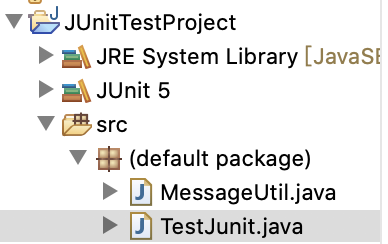 JUnitTestProject
JRE System Library [JavaSE
JUnit 5
src
(default package)
MessageUtil.java
TestJunit.java